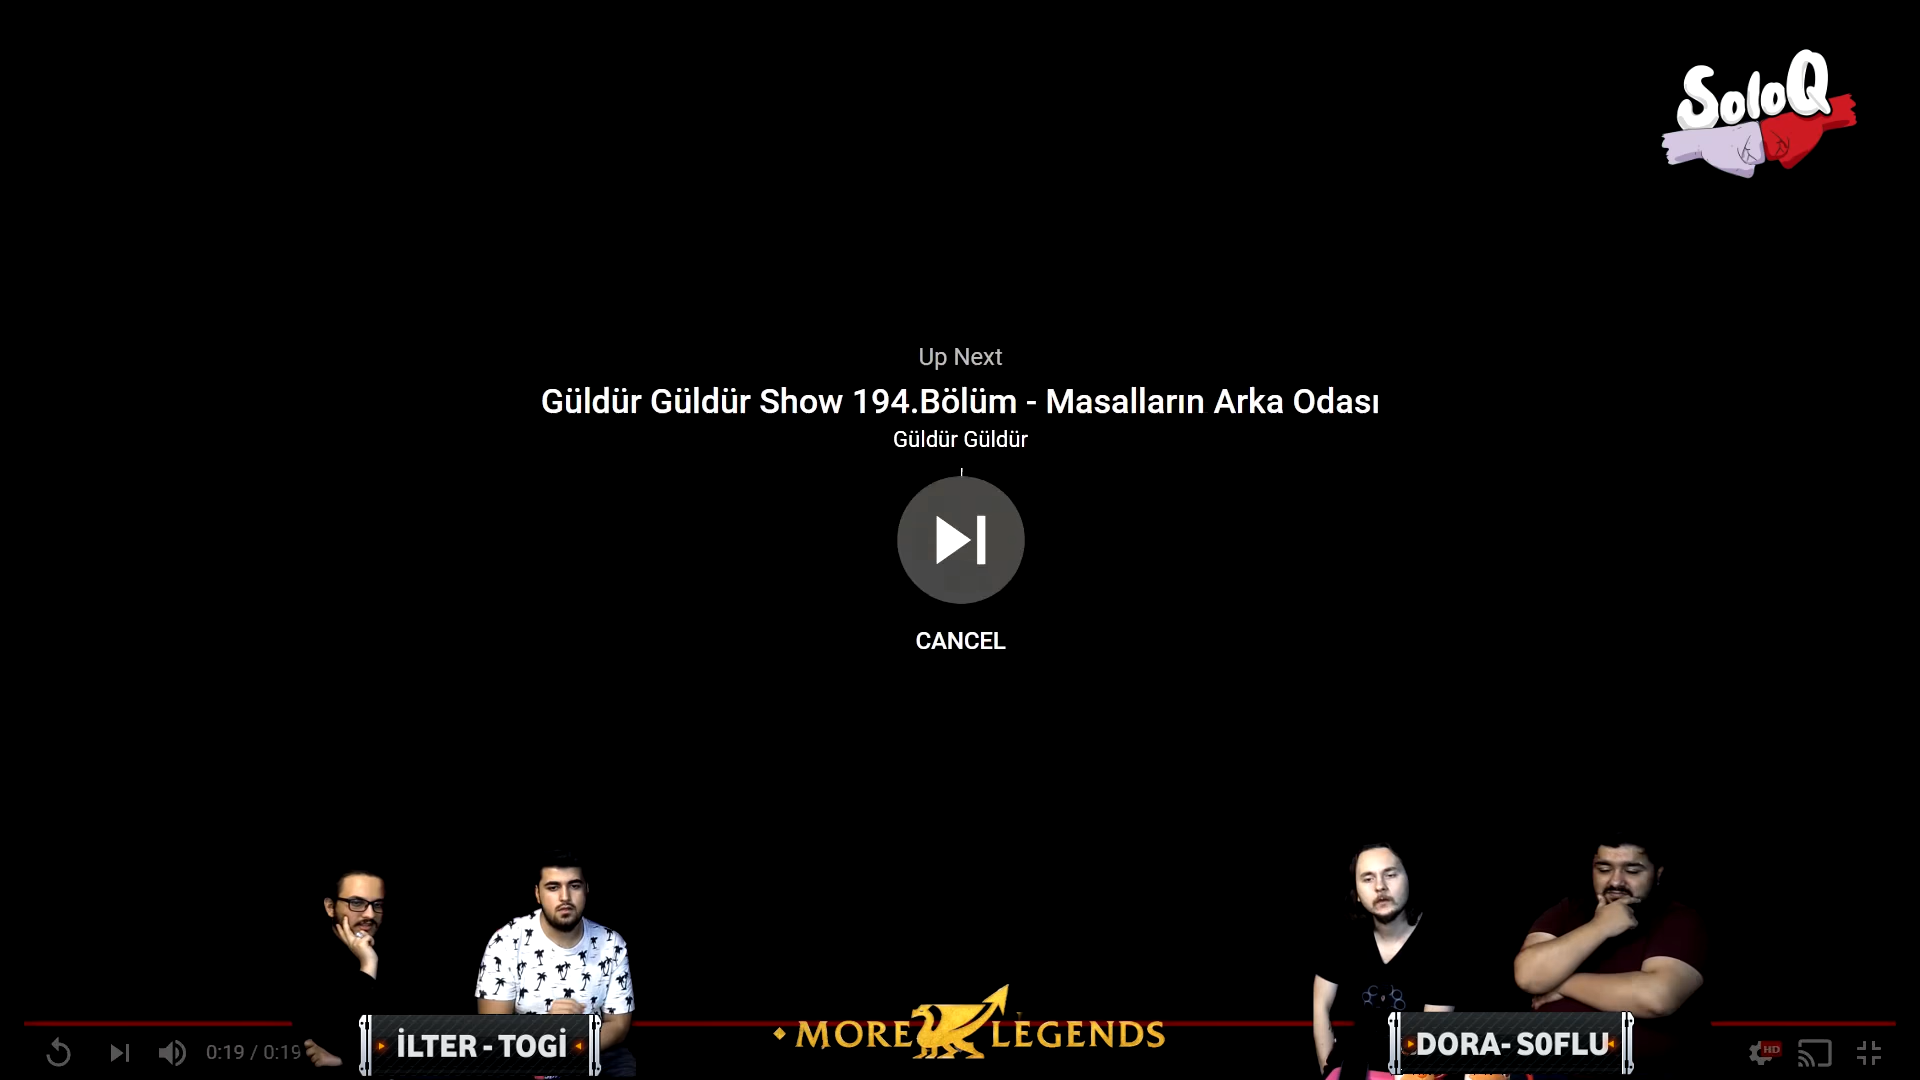 SoloQ
Up Next
Güldür Güldür Show 194.Bölüm - Masalların Arka Odası
Güldür Güldür
CANCEL
0:19 / 0:19
İLTER - TOGİ
MORE LEGENDS
DORA- S0FLU
HD